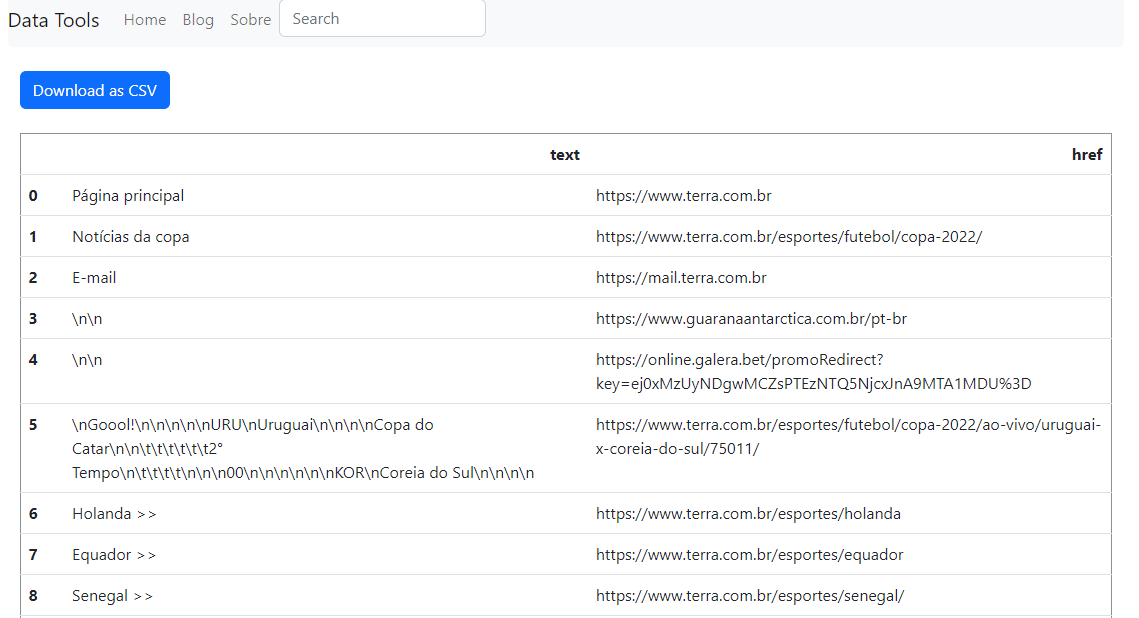 Data Tools Home Blog Sobre Search
Download as CSV
text href
0 Página principal https://www.terra.com.br
1 Notícias da copa https://www.terra.com.br/esportes/futebol/copa-2022/
2 E-mail https://mail.terra.com.br
3 \n\n https://www.guaranaantarctica.com.br/pt-br
4 \n\n https://online.galera.bet/promoRedirect?
key=ej0xMzUyNDgwMCZsPTEzNTQ5NjcxJnA9MTA1MDU%3D
5 \nGoool!\n\n\n\n\nURU\nUruguai\n\n\n\nCopa do
Catar\n\n\t\t\t\t\t\t2°
Tempo\n\t\t\t\t\n\n\n00\n\n\n\n\n\nKOR\nCoreia do Sul\n\n\n\n
https://www.terra.com.br/esportes/futebol/copa-2022/ao-vivo/uruguai-
x-coreia-do-sul/75011/
6 Holanda >> https://www.terra.com.br/esportes/holanda
7 Equador >> https://www.terra.com.br/esportes/equador
8 Senegal >> https://www.terra.com.br/esportes/senegal/